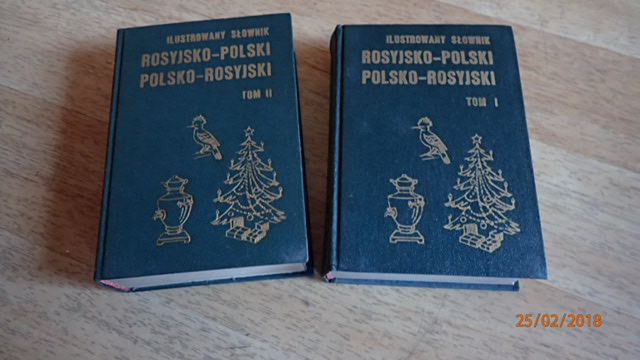 ILUSTROWANY SŁOWNIK
ROSYJSKO-POLSKI
POLSKO-ROSYJSKI
TOM II
ILUSTROWANY SŁOWNIK
ROSYJSKO-POLSKI
POLSKO-ROSYJSKI
TOM I
25/02/2018